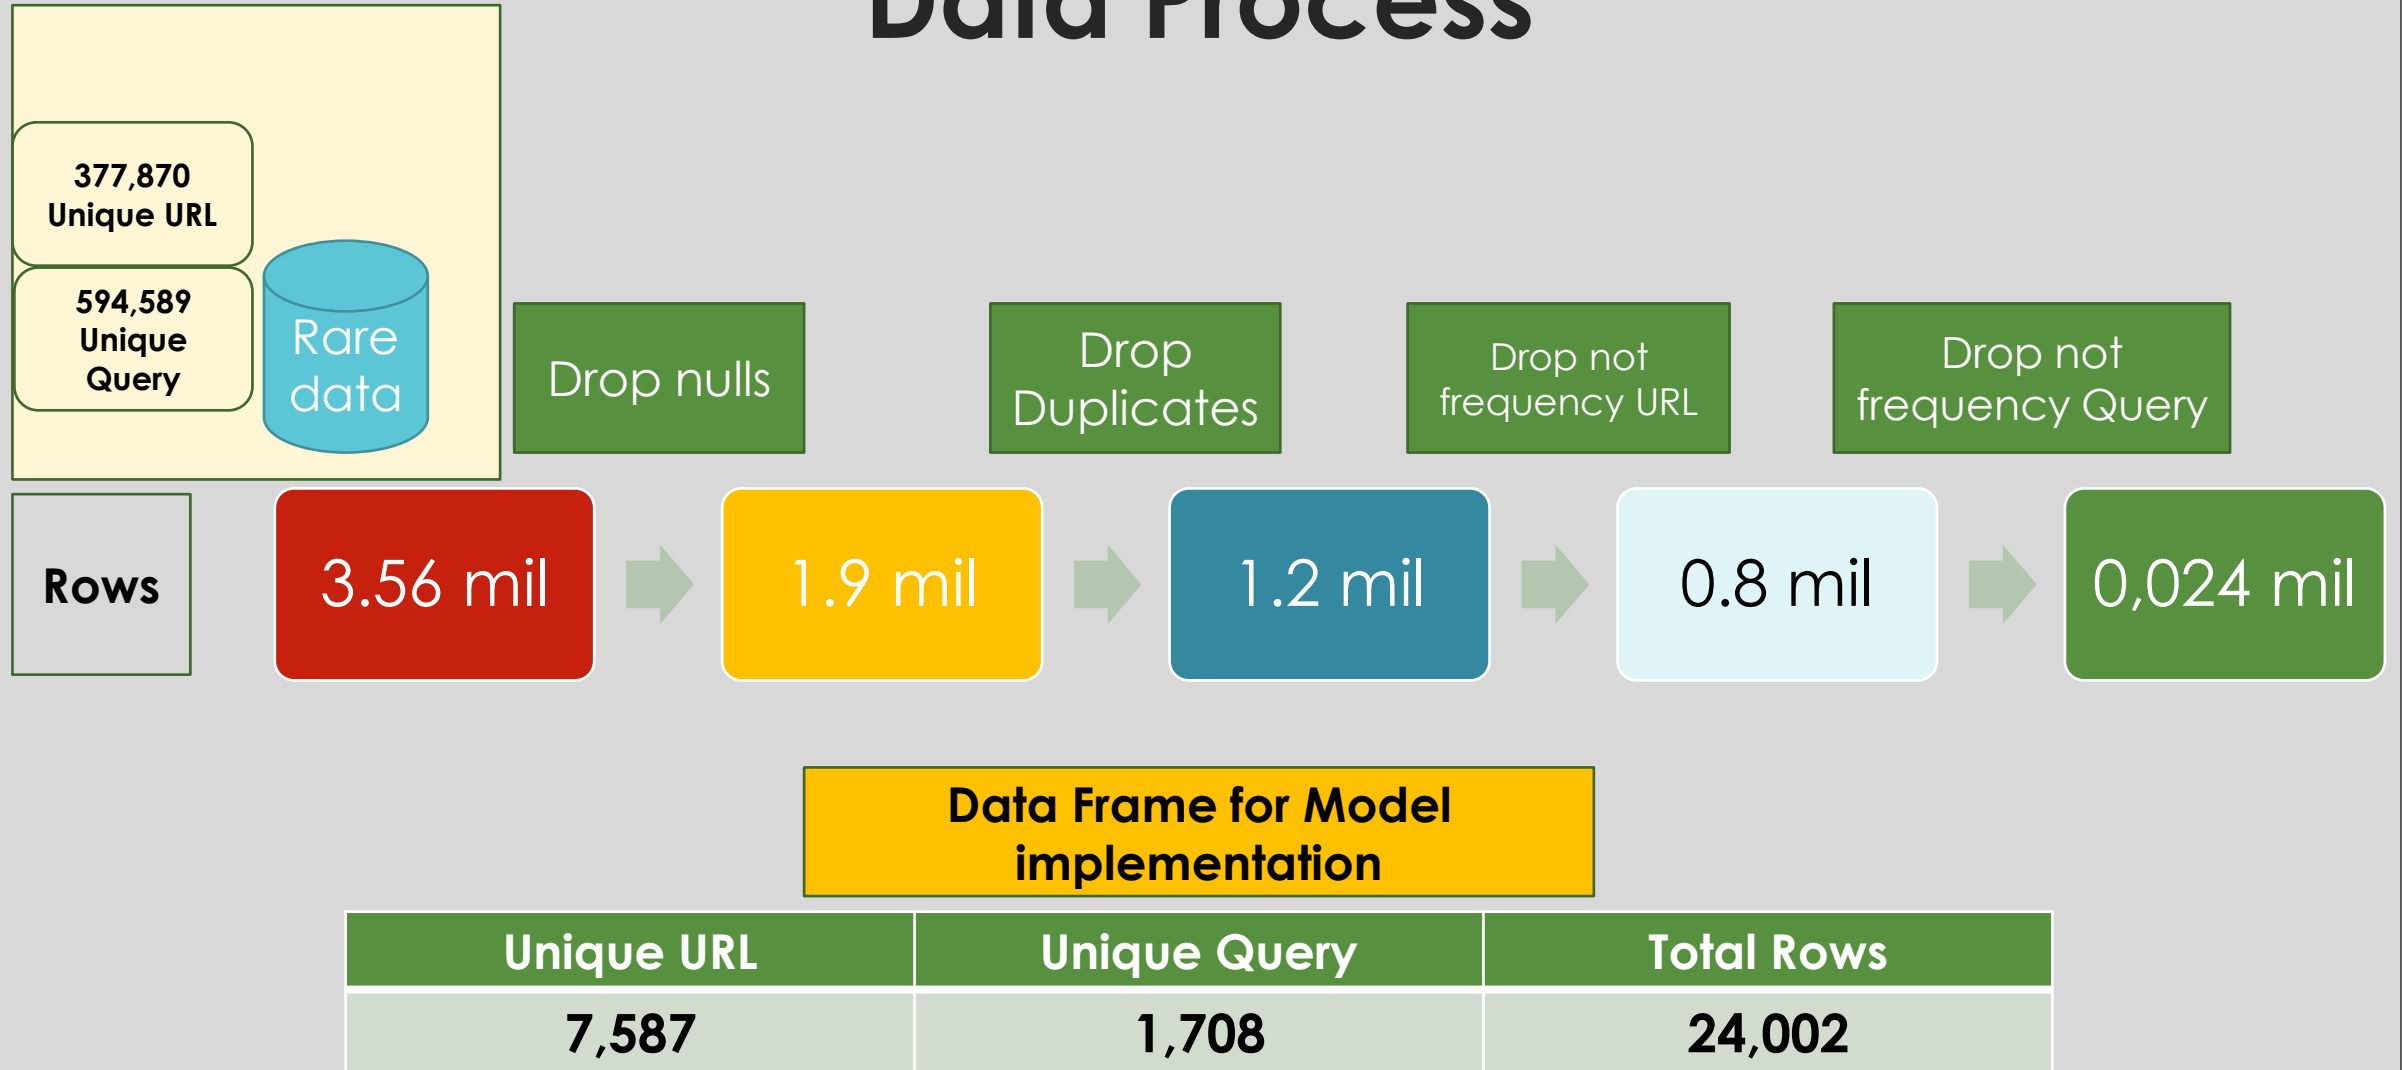 Data Process
377,870
Unique URL
594,589
Unique
Query
Rare
data
Drop nulls
Drop
Duplicates
Drop not
frequency URL
Drop not
frequency Query
Rows
3.56 mil
1.9 mil
1.2 mil
0.8 mil
0,024 mil
Data Frame for Model
implementation
Unique URL
Unique Query
Total Rows
7,587
1,708
24,002